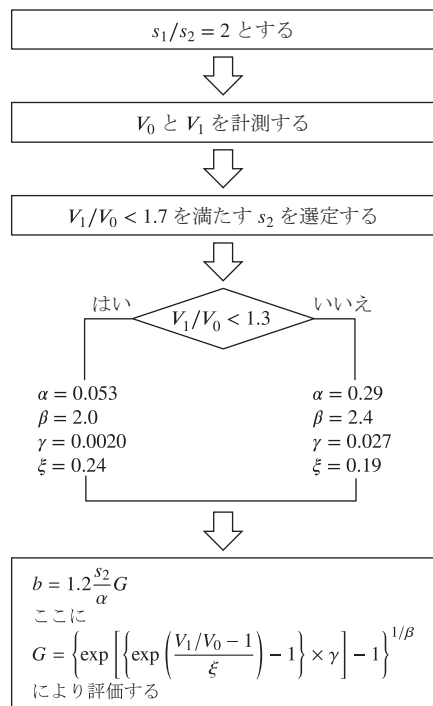 s₁/s₂ = 2 とする
V₀ と V₁ を計測する
V₁/V₀ < 1.7 を満たす s₂ を選定する
はい
いいえ
V₁/V₀ < 1.3
α = 0.053
β = 2.0
γ = 0.0020
ξ = 0.24
α = 0.29
β = 2.4
γ = 0.027
ξ = 0.19
b = 1.2 s₂/α G
ここに
G = {exp [{exp ((V₁/V₀ − 1)/ξ) − 1} × γ] − 1}^{1/β}
により評価する